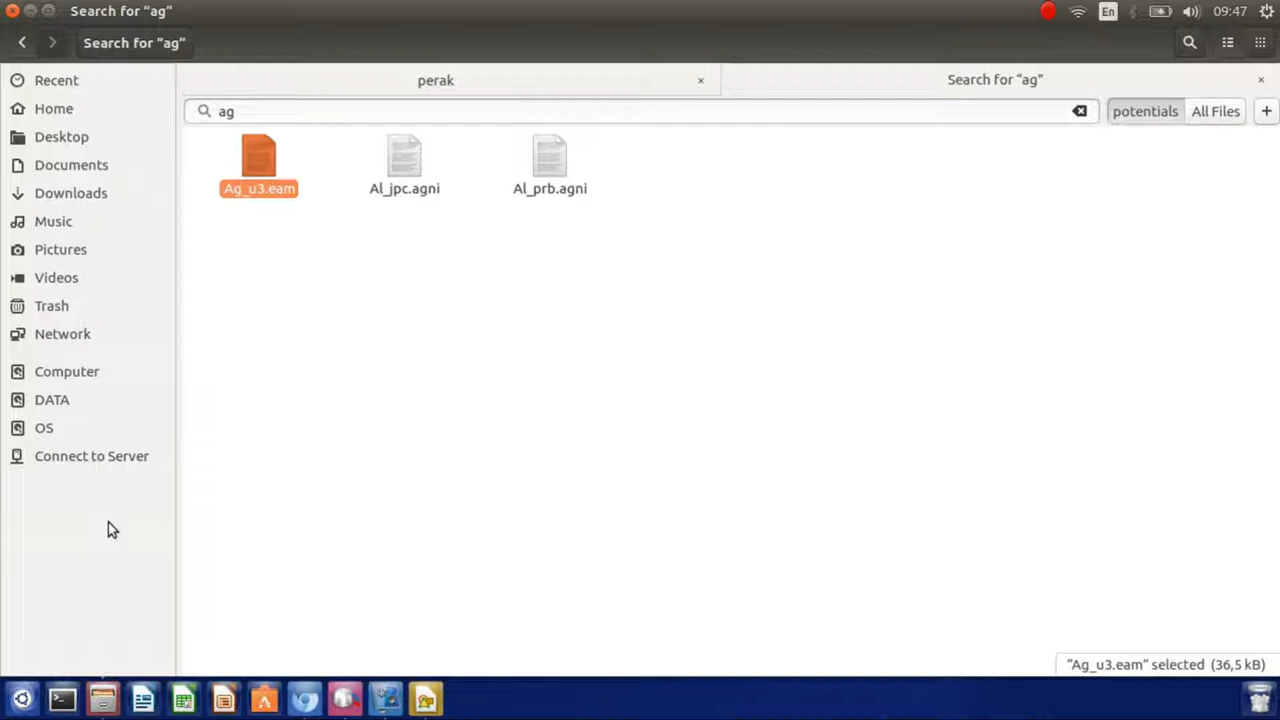 Search for “ag”
En
09:47
Search for “ag”
Recent
Home
Desktop
Documents
Downloads
Music
Pictures
Videos
Trash
Network
Computer
DATA
OS
Connect to Server
perak
×
Search for “ag”
×
ag
potentials
All Files
+
Ag_u3.eam
Al_jpc.agni
Al_prb.agni
“Ag_u3.eam” selected (36,5 kB)